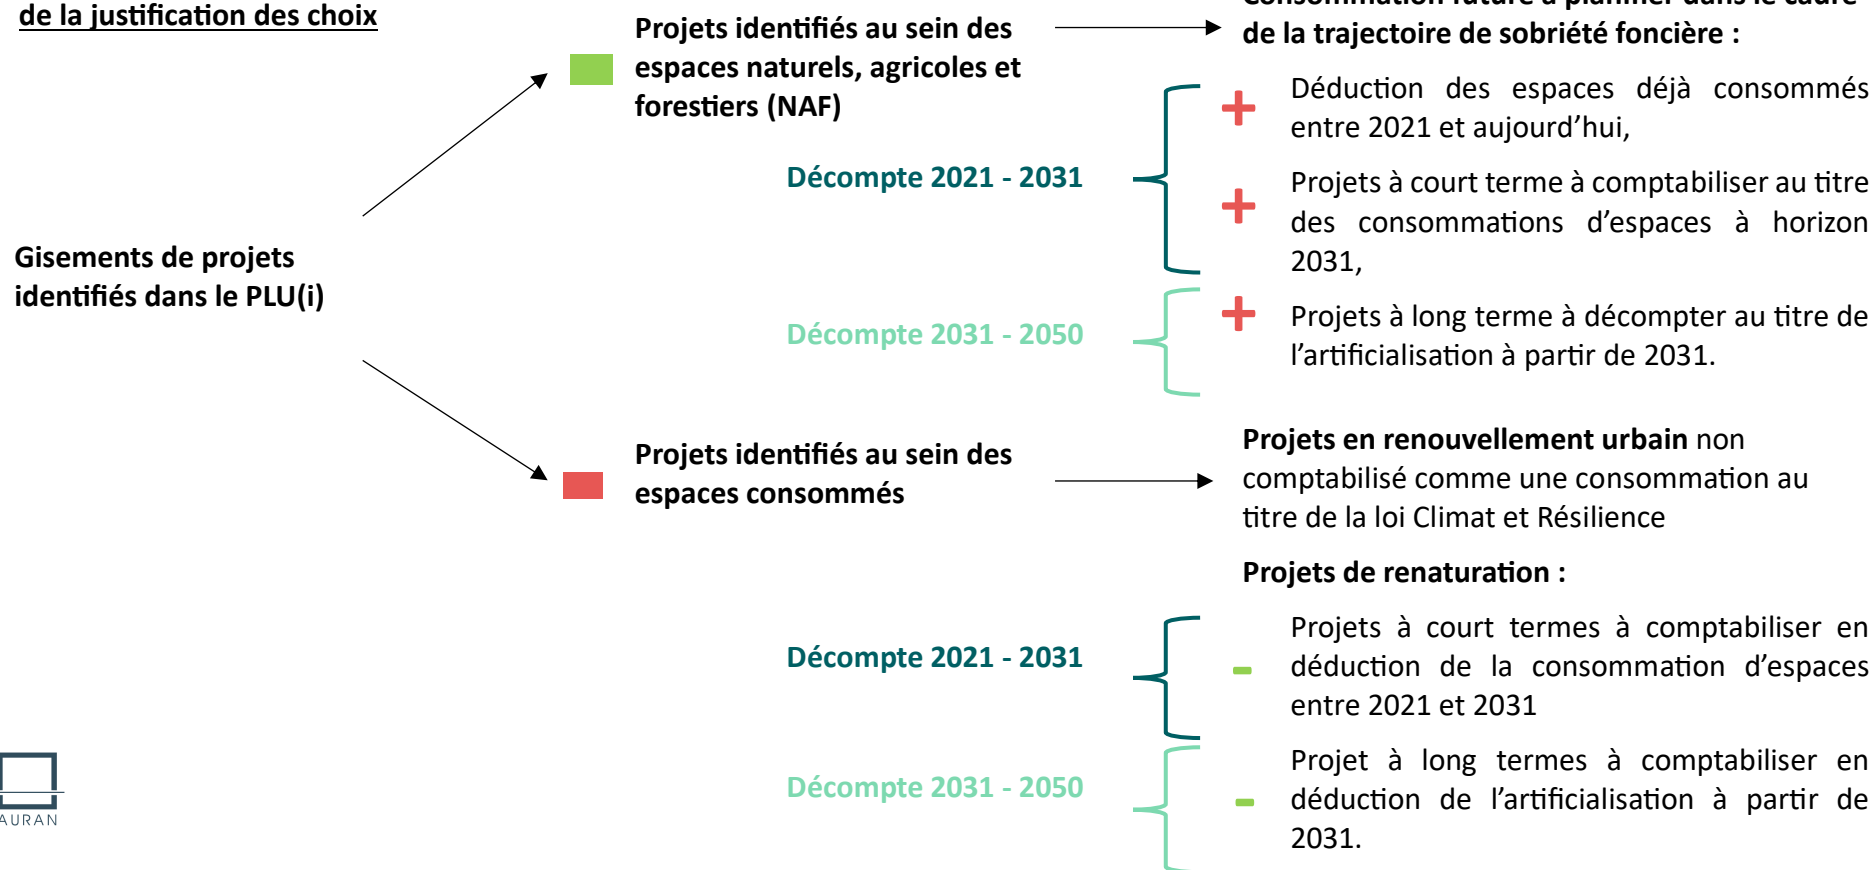 de la justification des choix
Projets identifiés au sein des
espaces naturels, agricoles et
forestiers (NAF)
Consommation future à planifier dans le cadre
de la trajectoire de sobriété foncière :
Décompte 2021 - 2031
+ Déduction des espaces déjà consommés
entre 2021 et aujourd’hui,
+ Projets à court terme à comptabiliser au titre
des consommations d’espaces à horizon
2031,
Gisements de projets
identifiés dans le PLU(i)
Décompte 2031 - 2050
+ Projets à long terme à décompter au titre de
l’artificialisation à partir de 2031.
Projets identifiés au sein des
espaces consommés
Projets en renouvellement urbain non
comptabilisé comme une consommation au
titre de la loi Climat et Résilience
Projets de renaturation :
Décompte 2021 - 2031
- Projets à court termes à comptabiliser en
déduction de la consommation d’espaces
entre 2021 et 2031
Décompte 2031 - 2050
- Projet à long termes à comptabiliser en
déduction de l’artificialisation à partir de
2031.
AURAN